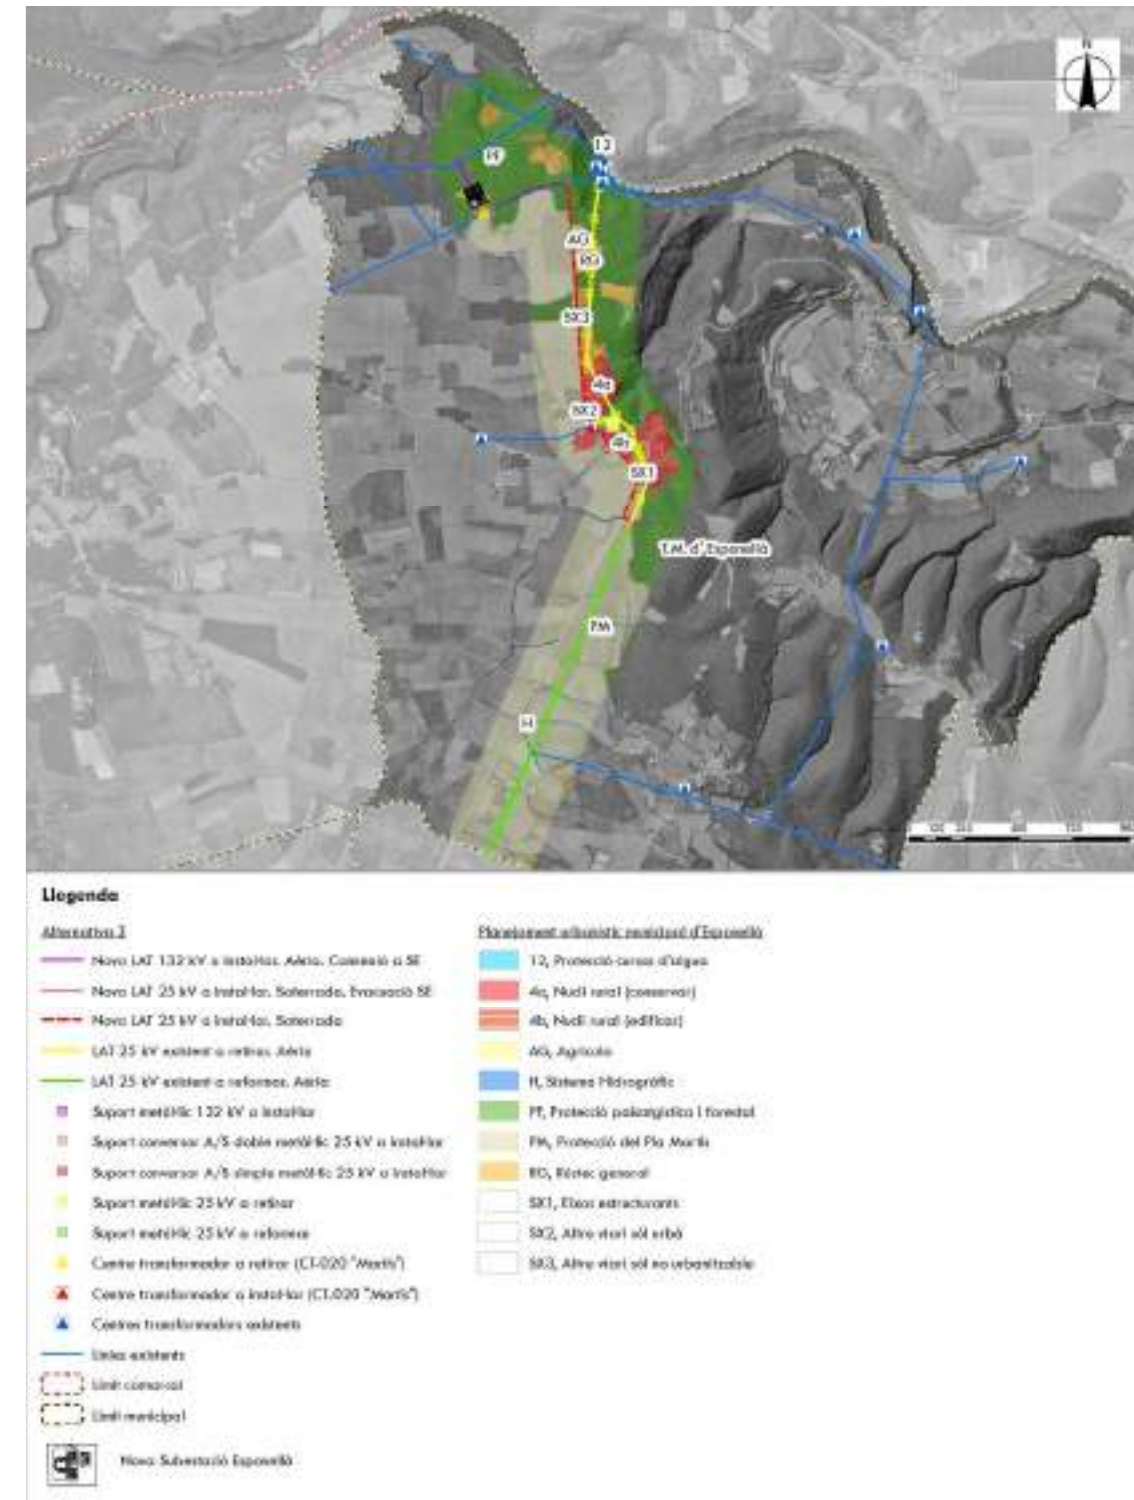 N
12
PF
AG
RG
SX3
4a
SX2
4b
SX1
T.M. d'Esponellà
PM
H
Llegenda
Alternativa 3
Nova LAT 132 kV a instal·lar. Aèria. Connexió a SE
Nova LAT 25 kV a instal·lar. Soterrada. Evacuació SE
Nova LAT 25 kV a instal·lar. Soterrada
LAT 25 kV existent a retirar. Aèria
LAT 25 kV existent a reformar. Aèria
Suport metàl·lic 132 kV a instal·lar
Suport conversor A/S doble metàl·lic 25 kV a instal·lar
Suport conversor A/S simple metàl·lic 25 kV a instal·lar
Suport metàl·lic 25 kV a retirar
Suport metàl·lic 25 kV a reformar
Centre transformador a retirar (CT-020 "Martís")
Centre transformador a instal·lar (CT-020 "Martís")
Centres transformadors existents
Línies existents
Límit comarcal
Límit municipal
Nova Subestació Esponellà
Planejament urbanístic municipal d'Esponellà
12, Protecció cursos d'aigua
4a, Nucli rural (conservar)
4b, Nucli rural (edificar)
AG, Agrícola
H, Sistema Hidrogràfic
PF, Protecció paisatgística i forestal
PM, Protecció del Pla Martís
RG, Rústec general
SX1, Eixos estructurants
SX2, Altre viari sòl urbà
SX3, Altre viari sòl no urbanitzable